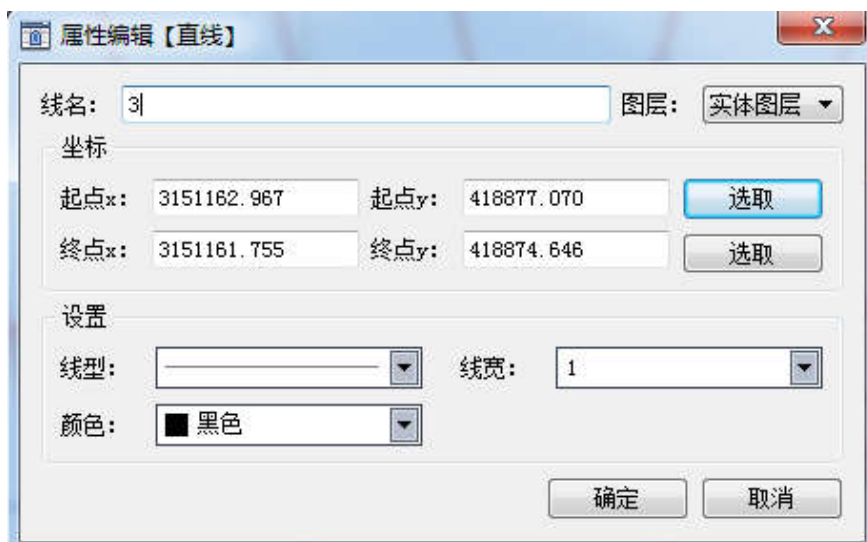 属性编辑【直线】
线名: 3 图层: 实体图层
坐标
起点x: 3151162.967 起点y: 418877.070 选取
终点x: 3151161.755 终点y: 418874.646 选取
设置
线型: 线宽: 1
颜色: 黑色
确定 取消